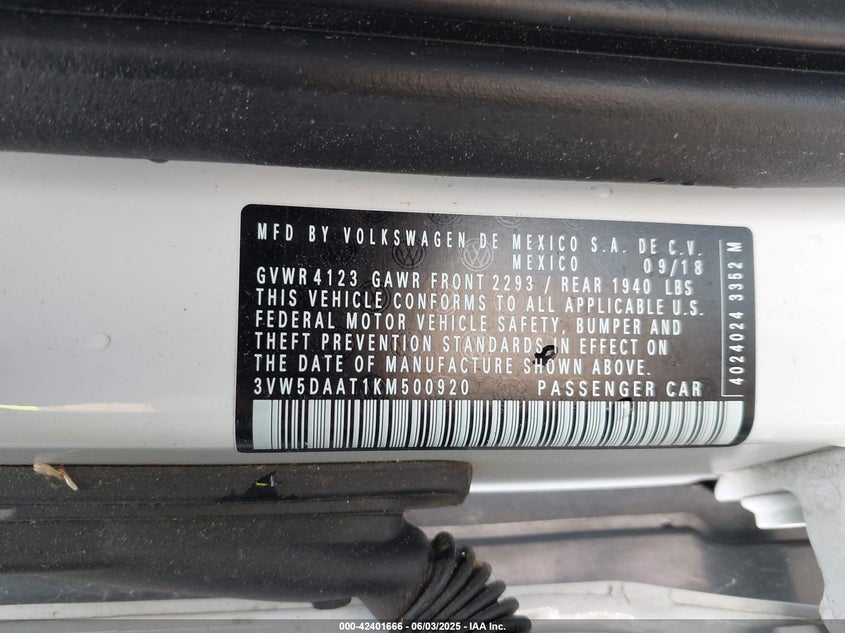 MFD BY VOLKSWAGEN DE MEXICO S.A. DE C.V.
MEXICO 09/18
GVWR 4123 GAWR FRONT 2293 / REAR 1940 LBS
THIS VEHICLE CONFORMS TO ALL APPLICABLE U.S.
FEDERAL MOTOR VEHICLE SAFETY, BUMPER AND
THEFT PREVENTION STANDARDS IN EFFECT ON
THE DATE OF MANUFACTURE SHOWN ABOVE.
3VW5DAAT1KM500920 PASSENGER CAR
4024024 3352 M
000-42401666 - 06/03/2025 - IAA Inc.